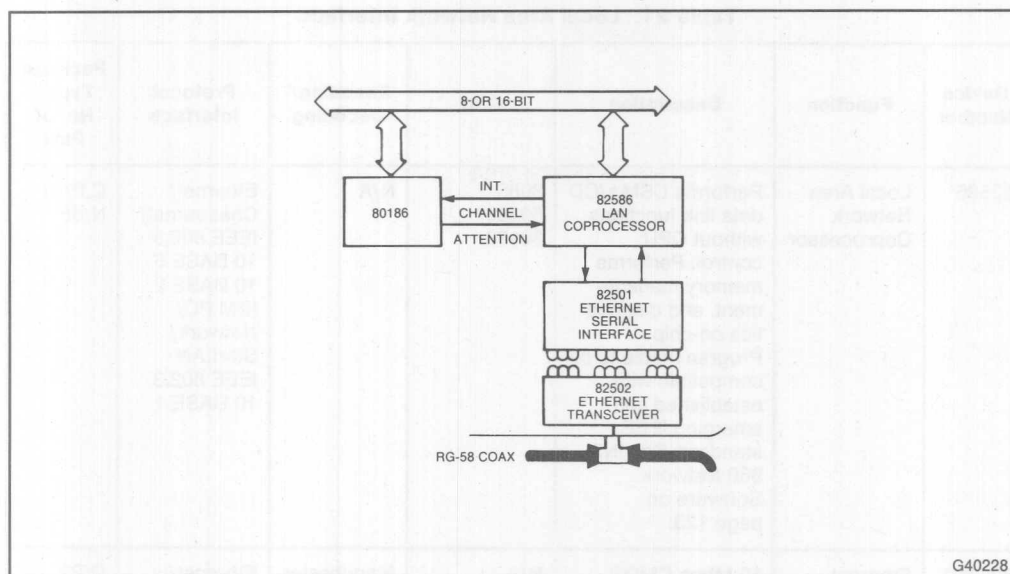 8-OR 16-BIT
80186
INT.
CHANNEL
ATTENTION
82586
LAN
COPROCESSOR
82501
ETHERNET
SERIAL
INTERFACE
82502
ETHERNET
TRANSCEIVER
RG-58 COAX
G40228